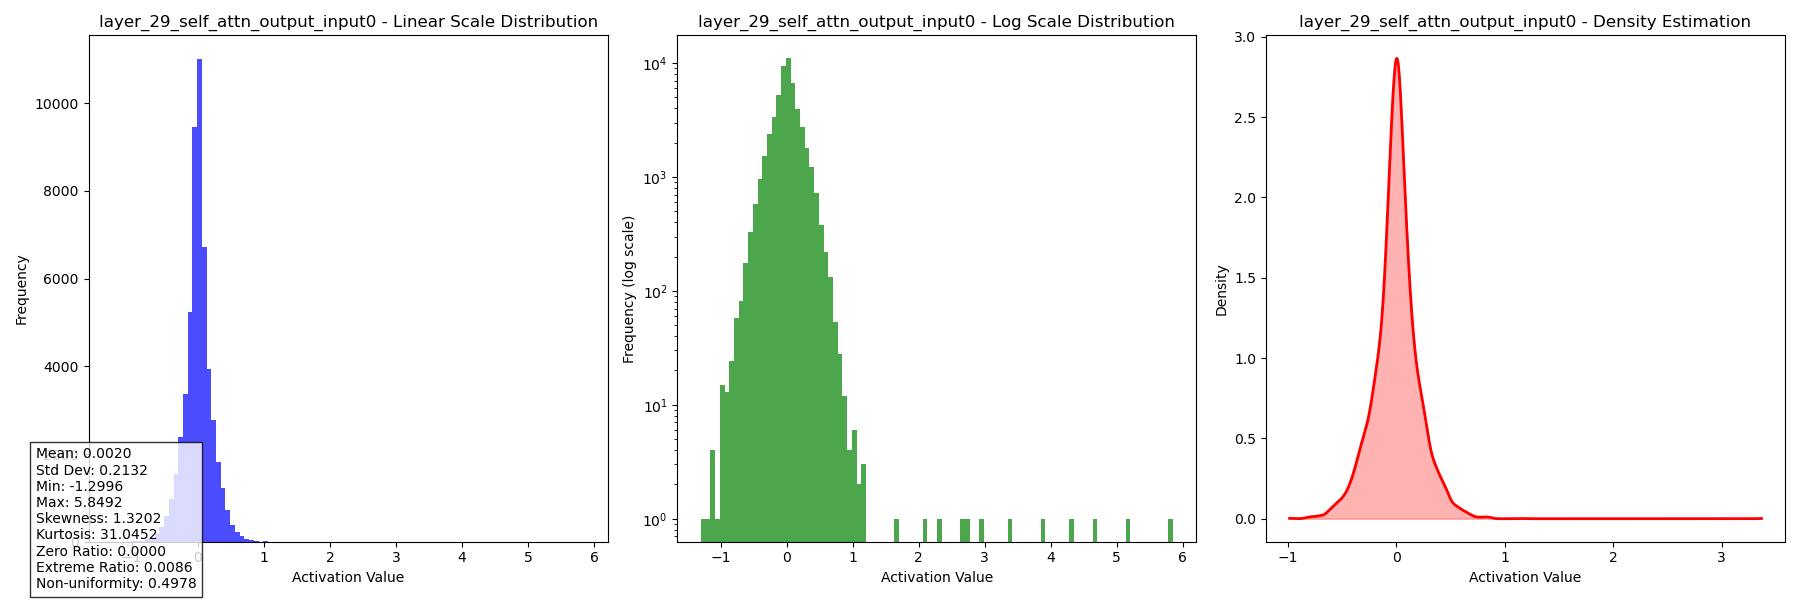 layer_29_self_attn_output_input0 - Linear Scale Distribution
Frequency
10000
8000
6000
4000
0
−1 0 1 2 3 4 5 6
Activation Value
Mean: 0.0020
Std Dev: 0.2132
Min: -1.2996
Max: 5.8492
Skewness: 1.3202
Kurtosis: 31.0452
Zero Ratio: 0.0000
Extreme Ratio: 0.0086
Non-uniformity: 0.4978
layer_29_self_attn_output_input0 - Log Scale Distribution
Frequency (log scale)
10⁴
10³
10²
10¹
10⁰
−1 0 1 2 3 4 5 6
Activation Value
layer_29_self_attn_output_input0 - Density Estimation
Density
3.0
2.5
2.0
1.5
1.0
0.5
0.0
−1 0 1 2 3
Activation Value